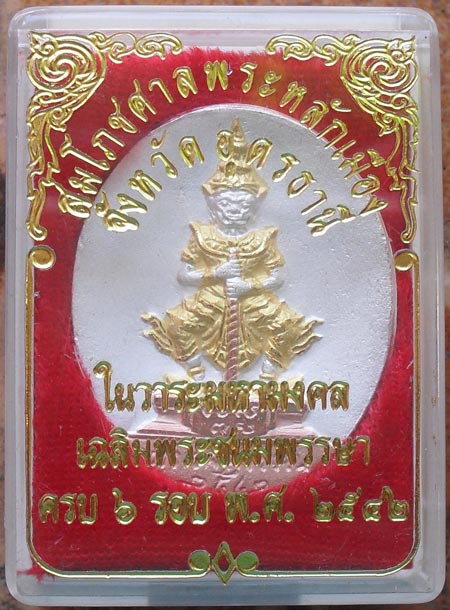 สมโภชศาลพระหลักเมือง
จังหวัด อุดรธานี
ในวาระมหามงคล
เฉลิมพระชนมพรรษา
ครบ ๖ รอบ พ.ศ. ๒๕๔๒